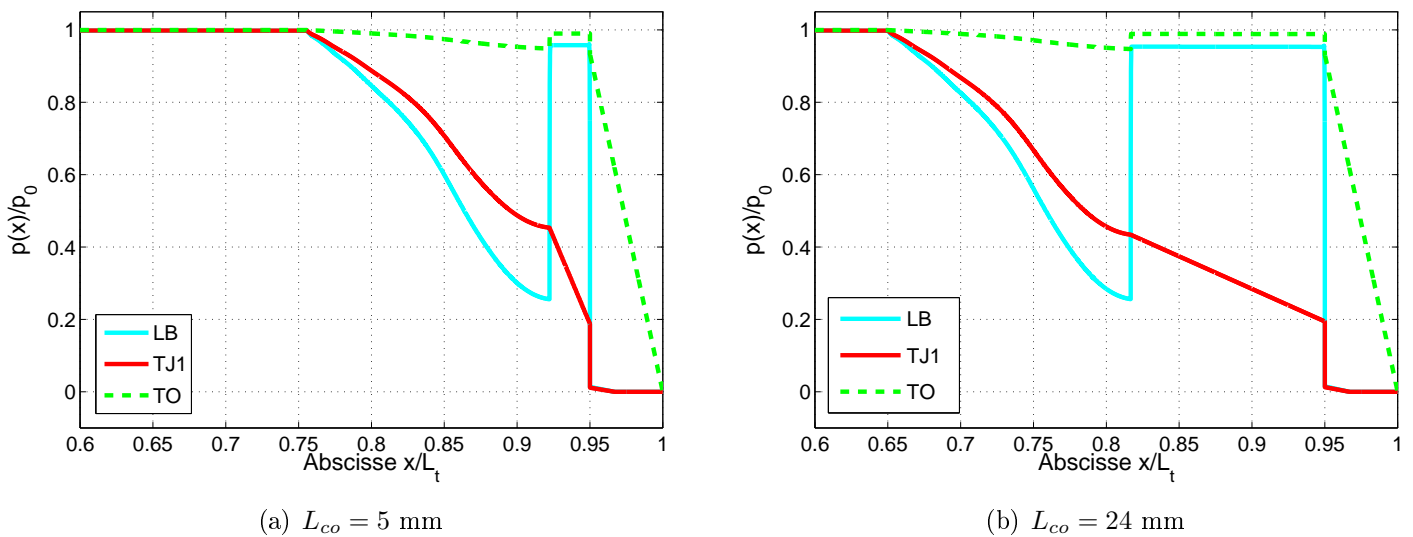 p(x)/p0
1
0.8
0.6
0.4
0.2
0
LB
TJ1
TO
0.6 0.65 0.7 0.75 0.8 0.85 0.9 0.95 1
Abscisse x/Lt
(a) Lco = 5 mm
p(x)/p0
1
0.8
0.6
0.4
0.2
0
LB
TJ1
TO
0.6 0.65 0.7 0.75 0.8 0.85 0.9 0.95 1
Abscisse x/Lt
(b) Lco = 24 mm